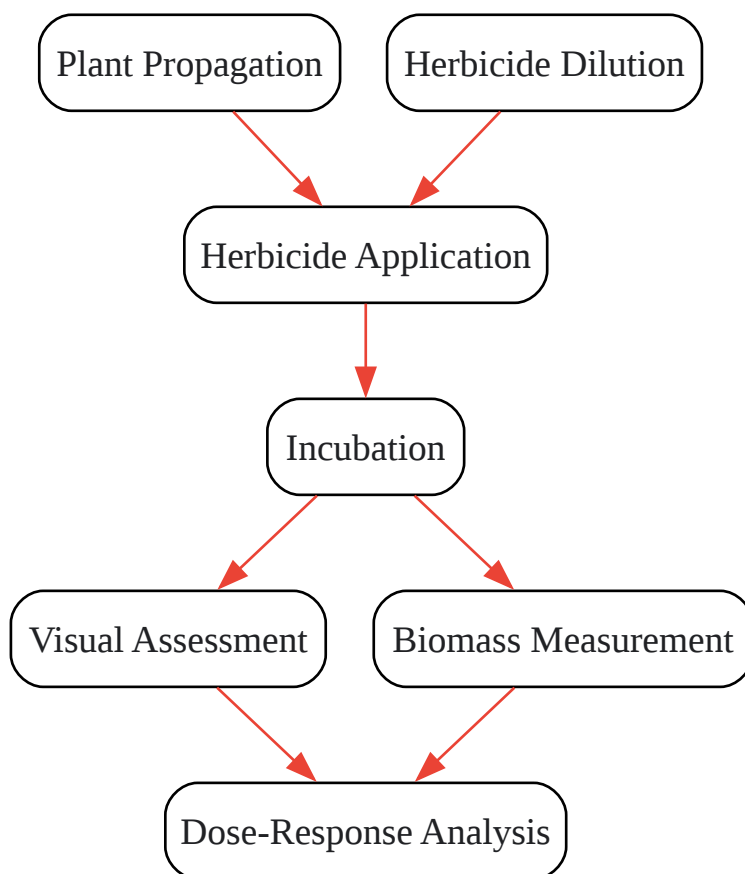 Plant Propagation
Herbicide Dilution
Herbicide Application
Incubation
Visual Assessment
Biomass Measurement
Dose-Response Analysis